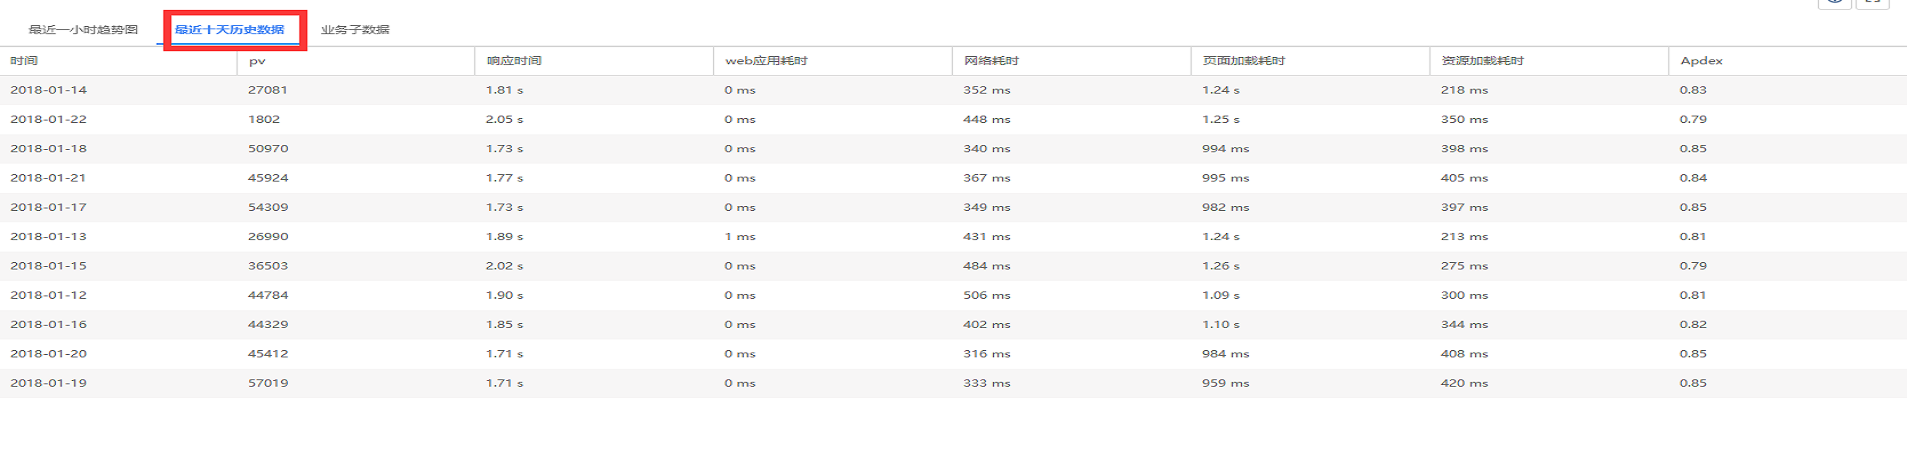 最近一小时趋势图 最近十天历史数据 业务子数据
时间 pv 响应时间 web应用耗时 网络耗时 页面加载耗时 资源加载耗时 Apdex
2018-01-14 27081 1.81 s 0 ms 352 ms 1.24 s 218 ms 0.83
2018-01-22 1802 2.05 s 0 ms 448 ms 1.25 s 350 ms 0.79
2018-01-18 50970 1.73 s 0 ms 340 ms 994 ms 398 ms 0.85
2018-01-21 45924 1.77 s 0 ms 367 ms 995 ms 405 ms 0.84
2018-01-17 54309 1.73 s 0 ms 349 ms 982 ms 397 ms 0.85
2018-01-13 26990 1.89 s 1 ms 431 ms 1.24 s 213 ms 0.81
2018-01-15 36503 2.02 s 0 ms 484 ms 1.26 s 275 ms 0.79
2018-01-12 44784 1.90 s 0 ms 506 ms 1.09 s 300 ms 0.81
2018-01-16 44329 1.85 s 0 ms 402 ms 1.10 s 344 ms 0.82
2018-01-20 45412 1.71 s 0 ms 316 ms 984 ms 408 ms 0.85
2018-01-19 57019 1.71 s 0 ms 333 ms 959 ms 420 ms 0.85